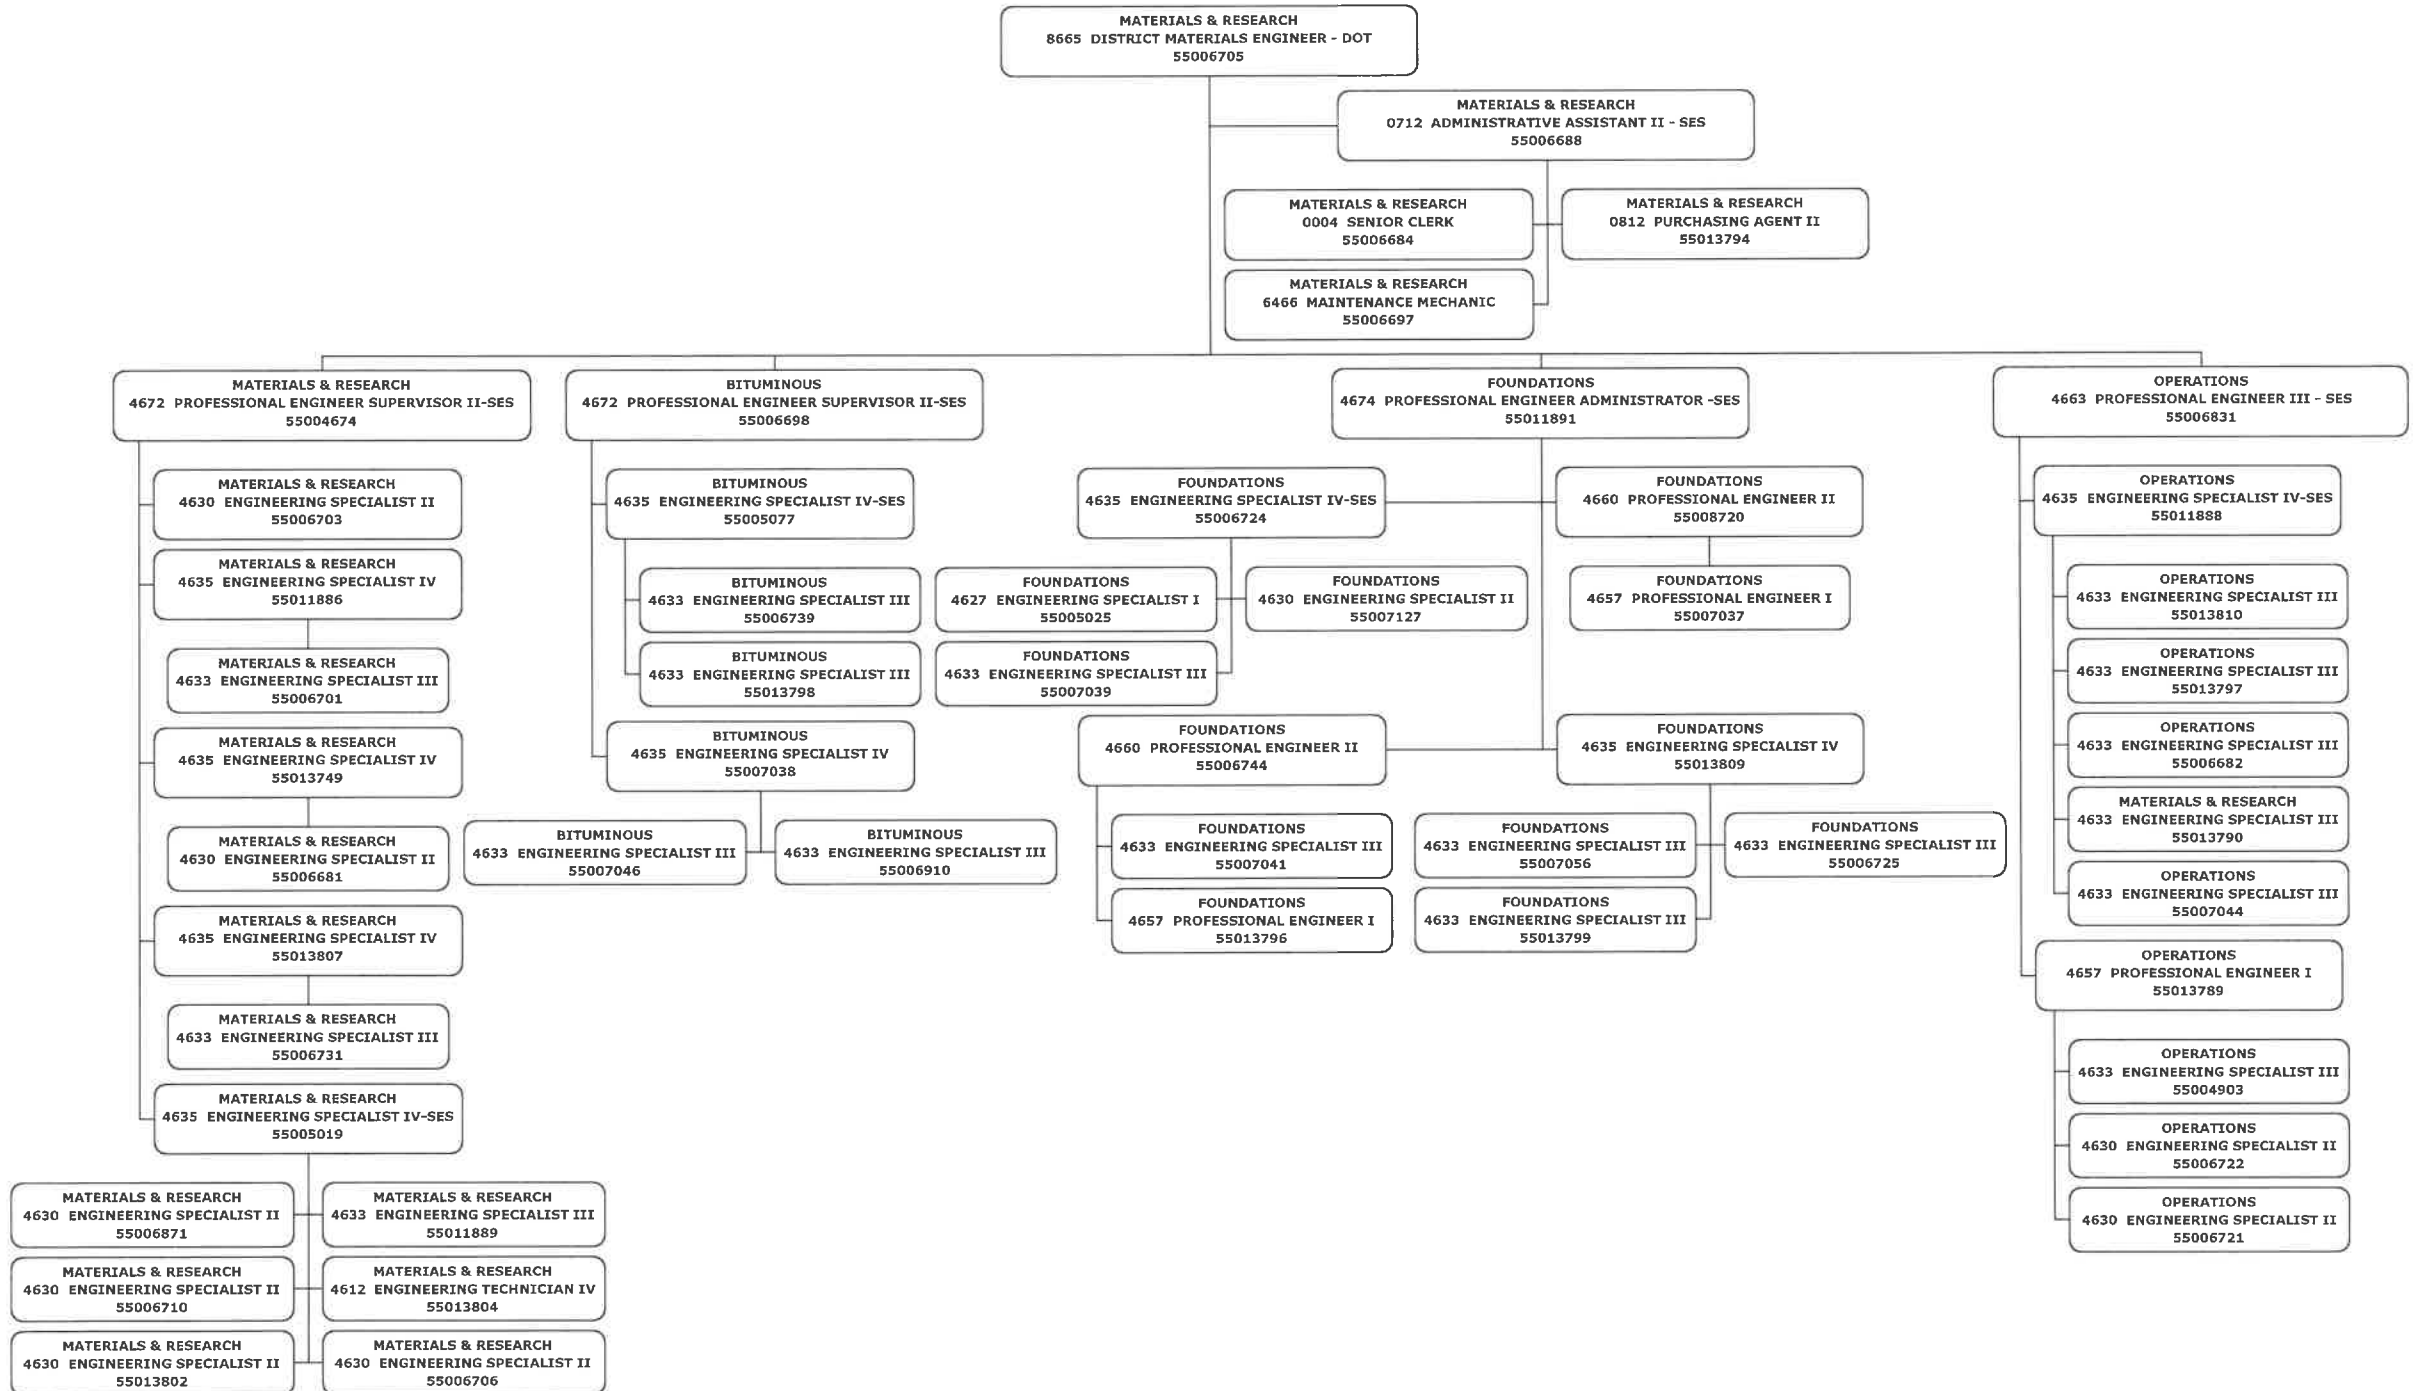 MATERIALS & RESEARCH
8665 DISTRICT MATERIALS ENGINEER - DOT
55006705
MATERIALS & RESEARCH
0712 ADMINISTRATIVE ASSISTANT II - SES
55006688
MATERIALS & RESEARCH
0004 SENIOR CLERK
55006684
MATERIALS & RESEARCH
0812 PURCHASING AGENT II
55013794
MATERIALS & RESEARCH
6466 MAINTENANCE MECHANIC
55006697
MATERIALS & RESEARCH
4672 PROFESSIONAL ENGINEER SUPERVISOR II-SES
55004674
MATERIALS & RESEARCH
4630 ENGINEERING SPECIALIST II
55006703
MATERIALS & RESEARCH
4635 ENGINEERING SPECIALIST IV
55011886
MATERIALS & RESEARCH
4633 ENGINEERING SPECIALIST III
55006701
MATERIALS & RESEARCH
4635 ENGINEERING SPECIALIST IV
55013749
MATERIALS & RESEARCH
4630 ENGINEERING SPECIALIST II
55006681
MATERIALS & RESEARCH
4635 ENGINEERING SPECIALIST IV
55013807
MATERIALS & RESEARCH
4633 ENGINEERING SPECIALIST III
55006731
MATERIALS & RESEARCH
4635 ENGINEERING SPECIALIST IV-SES
55005019
MATERIALS & RESEARCH
4630 ENGINEERING SPECIALIST II
55006871
MATERIALS & RESEARCH
4633 ENGINEERING SPECIALIST III
55011889
MATERIALS & RESEARCH
4630 ENGINEERING SPECIALIST II
55006710
MATERIALS & RESEARCH
4612 ENGINEERING TECHNICIAN IV
55013804
MATERIALS & RESEARCH
4630 ENGINEERING SPECIALIST II
55013802
MATERIALS & RESEARCH
4630 ENGINEERING SPECIALIST II
55006706
BITUMINOUS
4672 PROFESSIONAL ENGINEER SUPERVISOR II-SES
55006698
BITUMINOUS
4635 ENGINEERING SPECIALIST IV-SES
55005077
BITUMINOUS
4633 ENGINEERING SPECIALIST III
55006739
BITUMINOUS
4633 ENGINEERING SPECIALIST III
55013798
BITUMINOUS
4635 ENGINEERING SPECIALIST IV
55007038
BITUMINOUS
4633 ENGINEERING SPECIALIST III
55007046
BITUMINOUS
4633 ENGINEERING SPECIALIST III
55006910
FOUNDATIONS
4674 PROFESSIONAL ENGINEER ADMINISTRATOR -SES
55011891
FOUNDATIONS
4635 ENGINEERING SPECIALIST IV-SES
55006724
FOUNDATIONS
4660 PROFESSIONAL ENGINEER II
55008720
FOUNDATIONS
4627 ENGINEERING SPECIALIST I
55005025
FOUNDATIONS
4630 ENGINEERING SPECIALIST II
55007127
FOUNDATIONS
4657 PROFESSIONAL ENGINEER I
55007037
FOUNDATIONS
4633 ENGINEERING SPECIALIST III
55007039
FOUNDATIONS
4660 PROFESSIONAL ENGINEER II
55006744
FOUNDATIONS
4635 ENGINEERING SPECIALIST IV
55013809
FOUNDATIONS
4633 ENGINEERING SPECIALIST III
55007041
FOUNDATIONS
4657 PROFESSIONAL ENGINEER I
55013796
FOUNDATIONS
4633 ENGINEERING SPECIALIST III
55007056
FOUNDATIONS
4633 ENGINEERING SPECIALIST III
55006725
FOUNDATIONS
4633 ENGINEERING SPECIALIST III
55013799
OPERATIONS
4663 PROFESSIONAL ENGINEER III - SES
55006831
OPERATIONS
4635 ENGINEERING SPECIALIST IV-SES
55011888
OPERATIONS
4633 ENGINEERING SPECIALIST III
55013810
OPERATIONS
4633 ENGINEERING SPECIALIST III
55013797
OPERATIONS
4633 ENGINEERING SPECIALIST III
55006682
MATERIALS & RESEARCH
4633 ENGINEERING SPECIALIST III
55013790
OPERATIONS
4633 ENGINEERING SPECIALIST III
55007044
OPERATIONS
4657 PROFESSIONAL ENGINEER I
55013789
OPERATIONS
4633 ENGINEERING SPECIALIST III
55004903
OPERATIONS
4630 ENGINEERING SPECIALIST II
55006722
OPERATIONS
4630 ENGINEERING SPECIALIST II
55006721